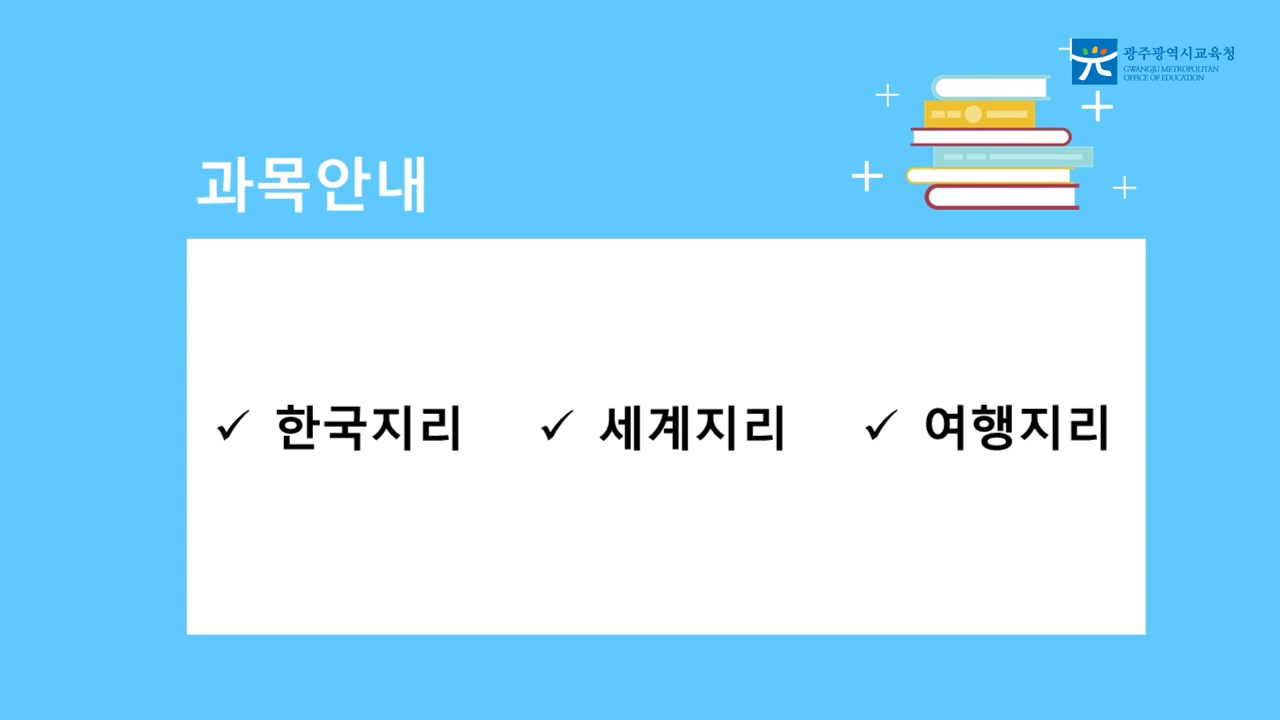 광주광역시교육청
GWANGJU METROPOLITAN
OFFICE OF EDUCATION
과목안내
✓ 한국지리 ✓ 세계지리 ✓ 여행지리